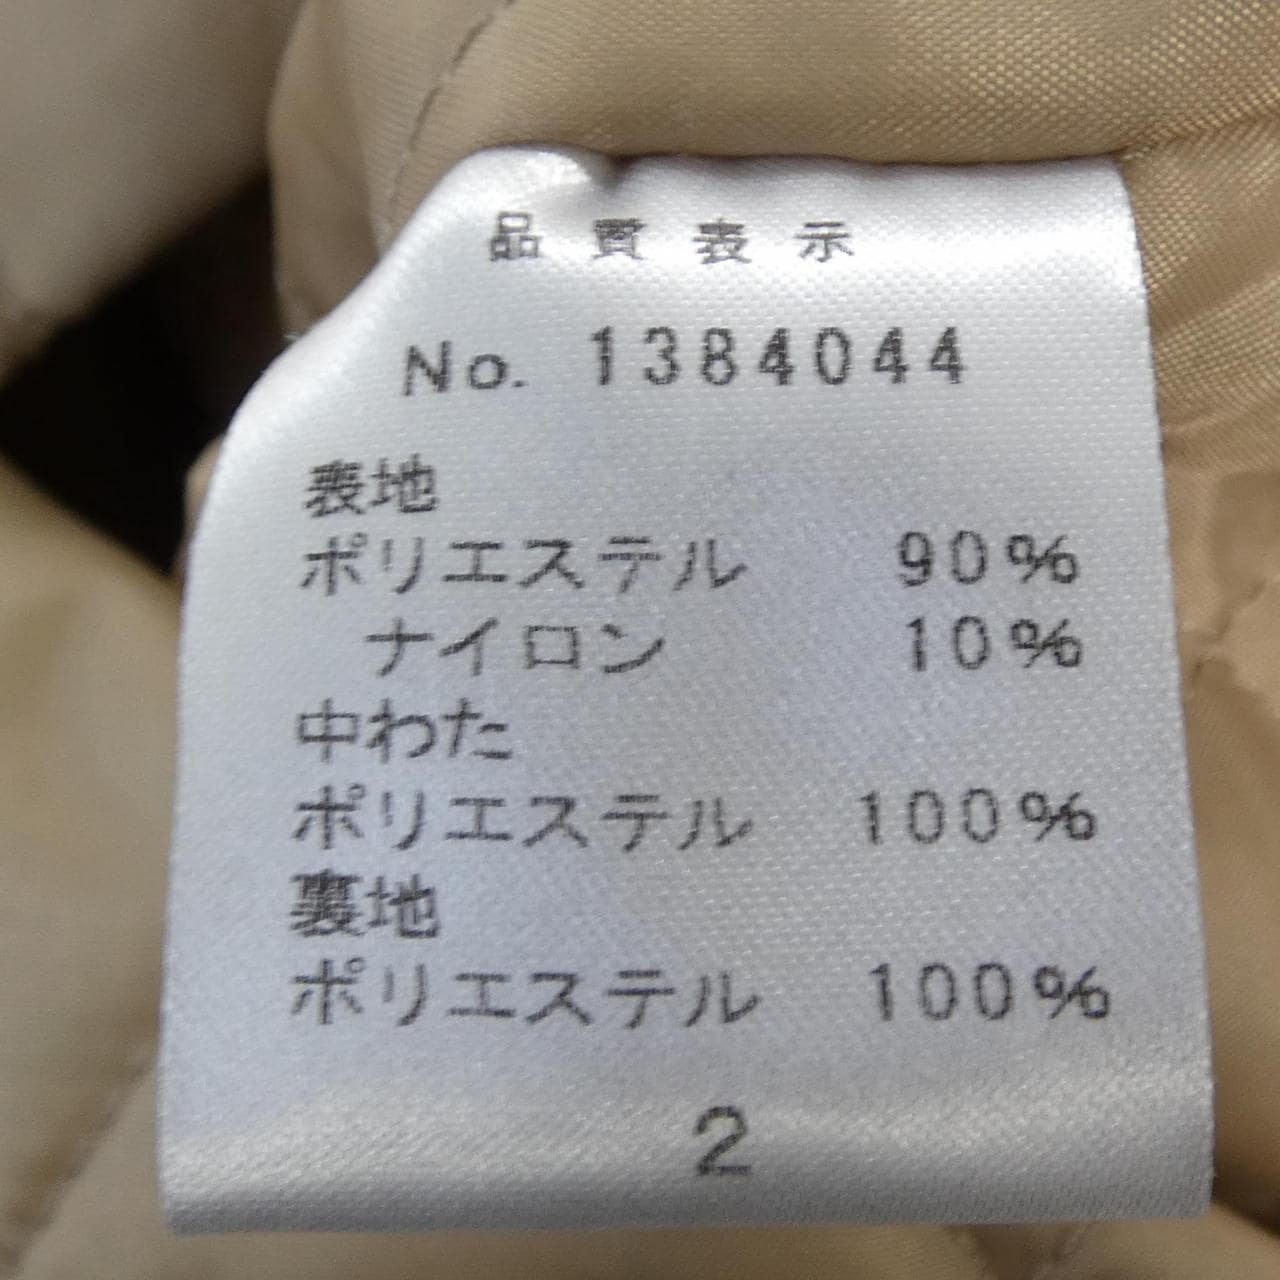 品質表示
No. 1384044
表地
ポリエステル 90%
ナイロン 10%
中わた
ポリエステル 100%
裏地
ポリエステル 100%
2